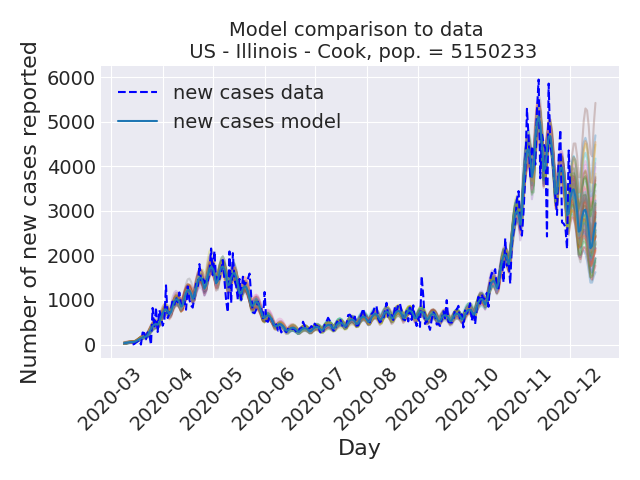 Model comparison to data
US - Illinois - Cook, pop. = 5150233
new cases data
new cases model
Number of new cases reported
6000
5000
4000
3000
2000
1000
0
2020-03
2020-04
2020-05
2020-06
2020-07
2020-08
2020-09
2020-10
2020-11
2020-12
Day